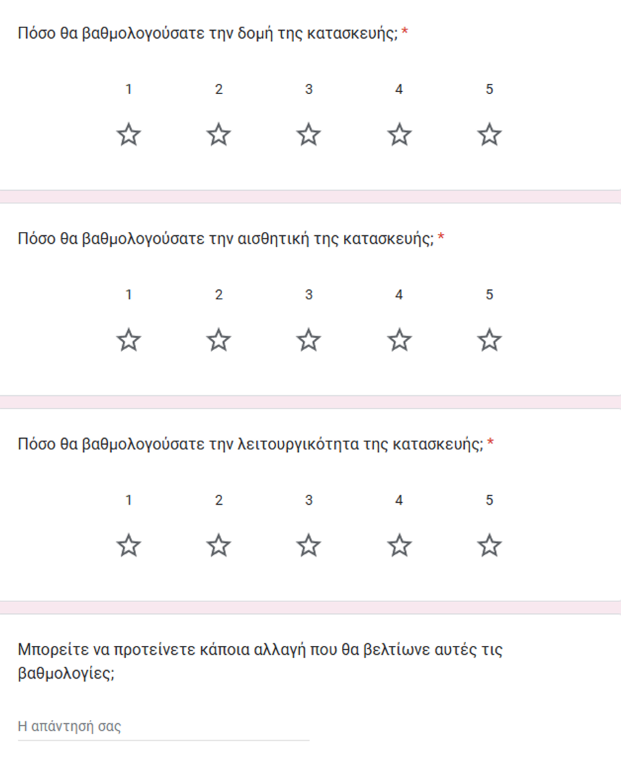 Πόσο θα βαθμολογούσατε την δομή της κατασκευής; *
1 2 3 4 5
Πόσο θα βαθμολογούσατε την αισθητική της κατασκευής; *
1 2 3 4 5
Πόσο θα βαθμολογούσατε την λειτουργικότητα της κατασκευής; *
1 2 3 4 5
Μπορείτε να προτείνετε κάποια αλλαγή που θα βελτίωνε αυτές τις
βαθμολογίες;
Η απάντησή σας